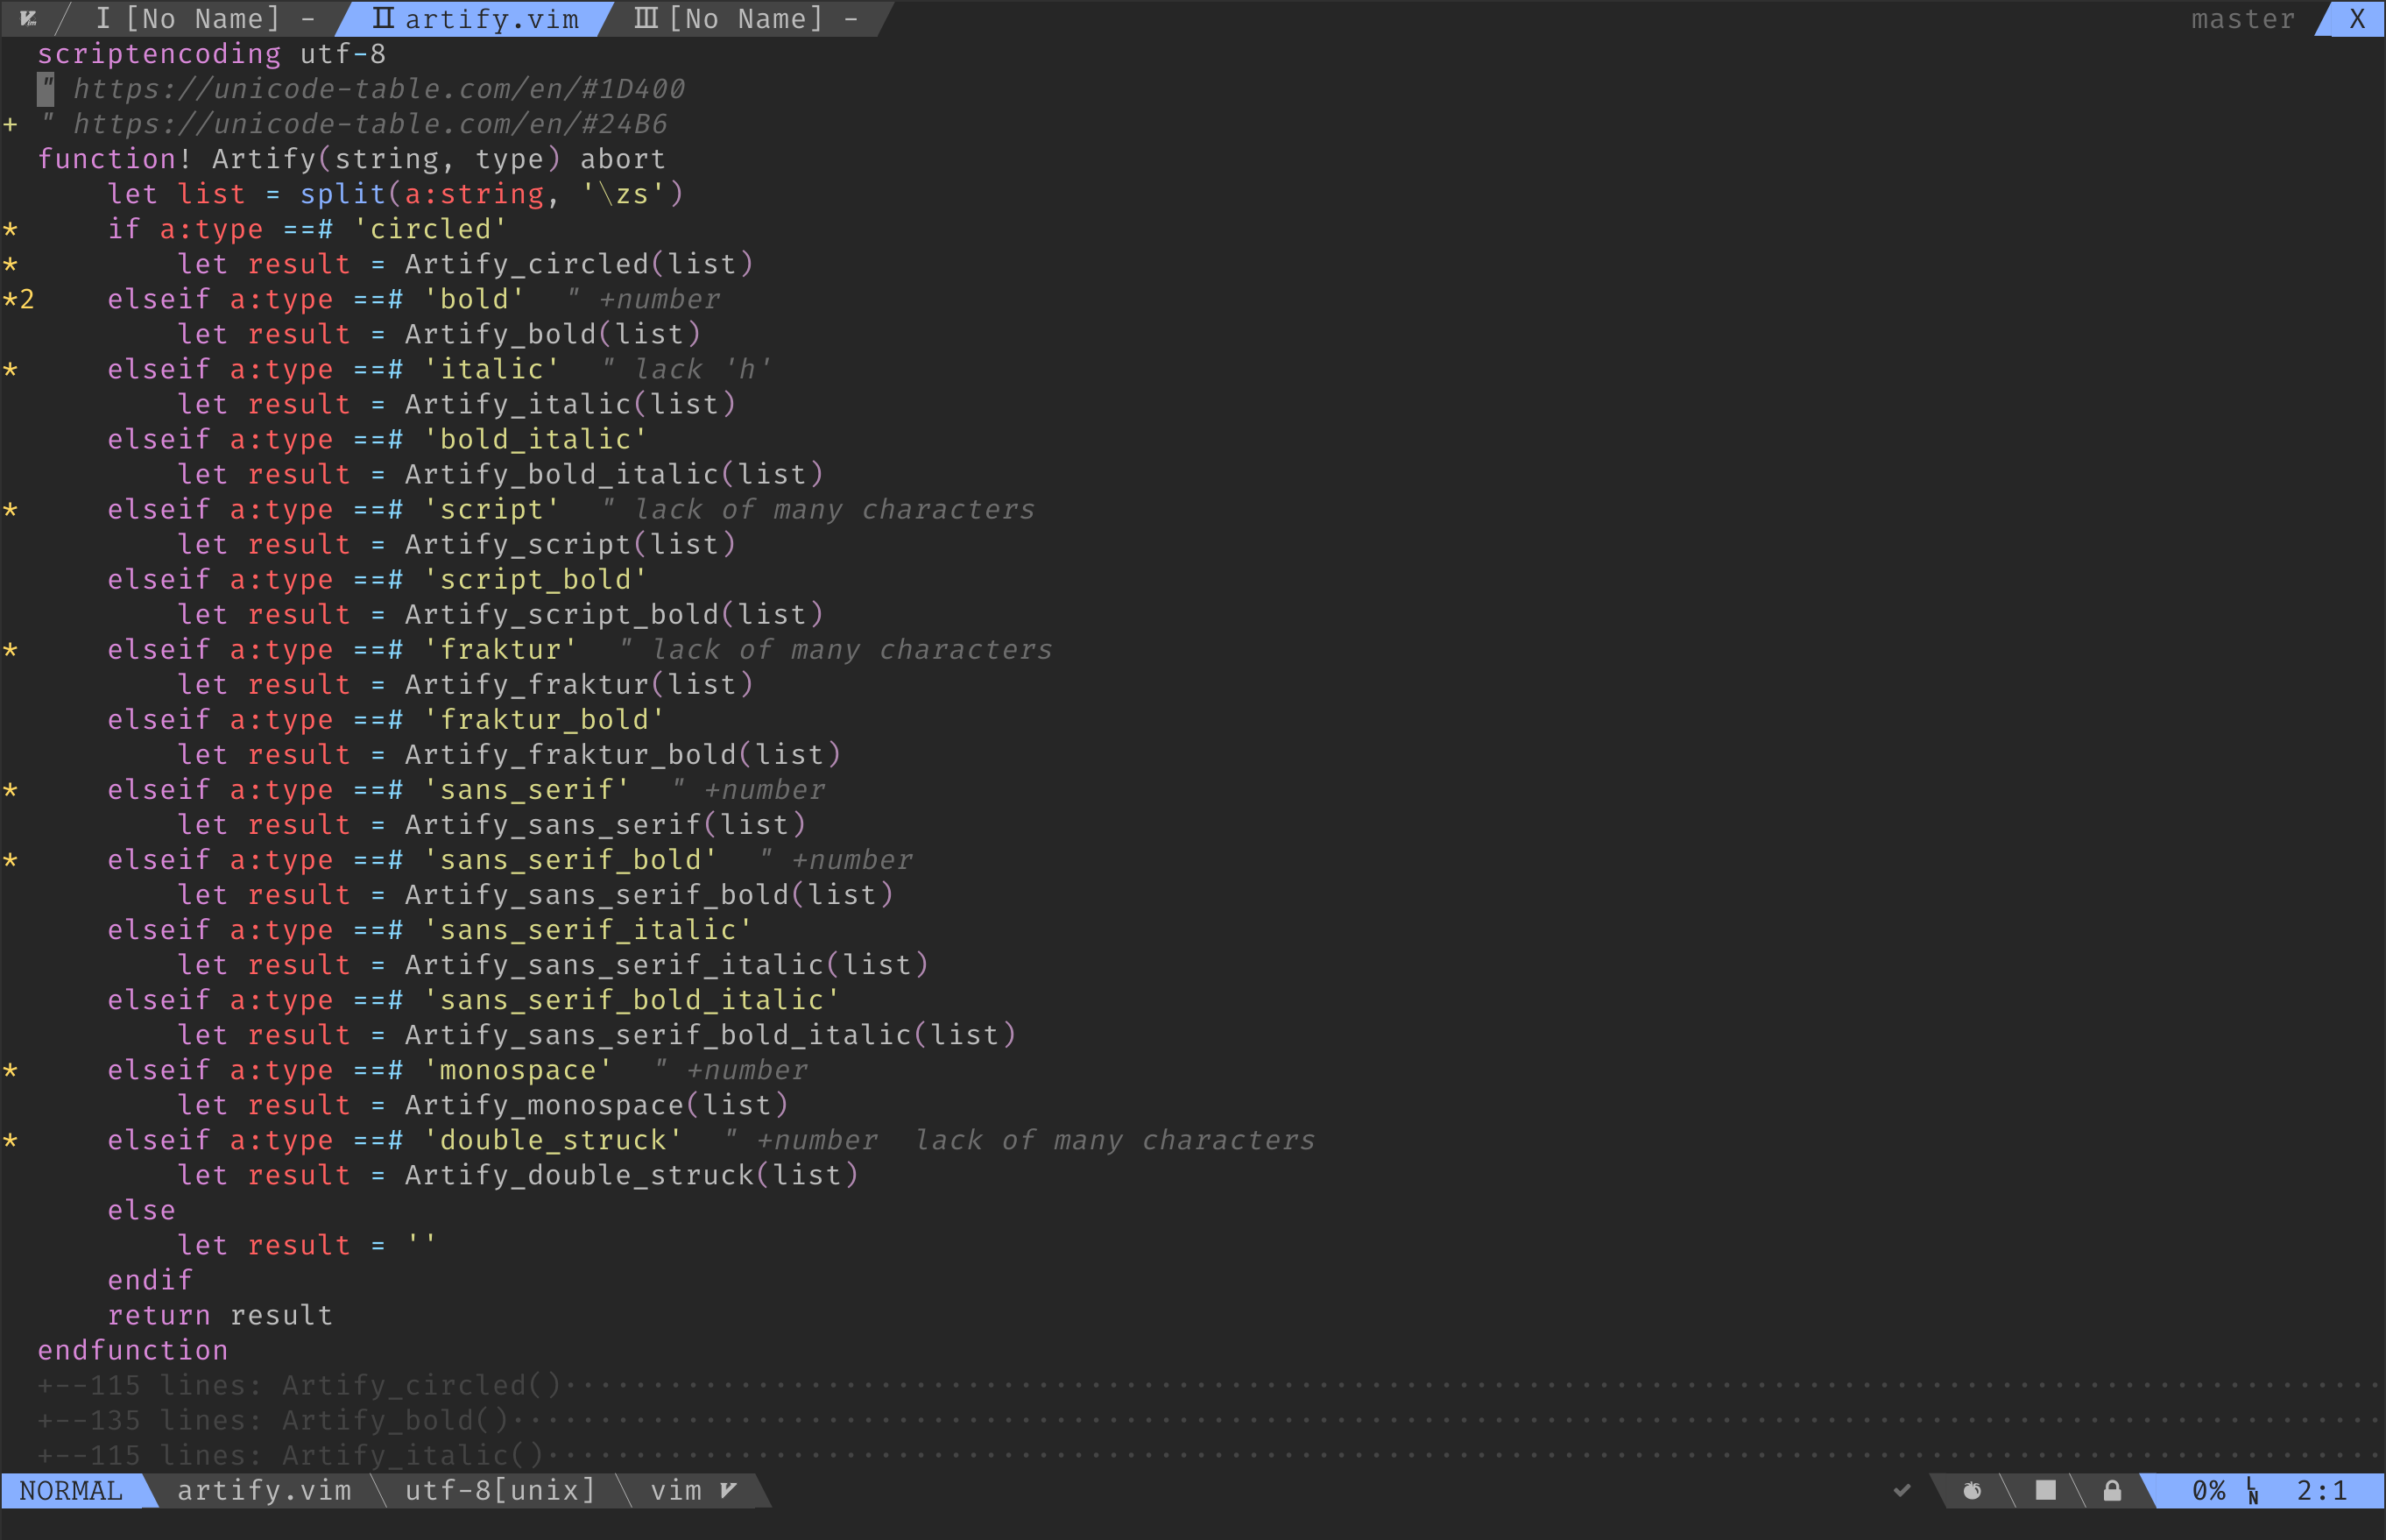 I [No Name] - II artify.vim III [No Name] - master X
scriptencoding utf-8
" https://unicode-table.com/en/#1D400
+ " https://unicode-table.com/en/#24B6
function! Artify(string, type) abort
    let list = split(a:string, '\zs')
*    if a:type ==# 'circled'
*        let result = Artify_circled(list)
*2    elseif a:type ==# 'bold'  " +number
        let result = Artify_bold(list)
*    elseif a:type ==# 'italic'  " lack 'h'
        let result = Artify_italic(list)
    elseif a:type ==# 'bold_italic'
        let result = Artify_bold_italic(list)
*    elseif a:type ==# 'script'  " lack of many characters
        let result = Artify_script(list)
    elseif a:type ==# 'script_bold'
        let result = Artify_script_bold(list)
*    elseif a:type ==# 'fraktur'  " lack of many characters
        let result = Artify_fraktur(list)
    elseif a:type ==# 'fraktur_bold'
        let result = Artify_fraktur_bold(list)
*    elseif a:type ==# 'sans_serif'  " +number
        let result = Artify_sans_serif(list)
*    elseif a:type ==# 'sans_serif_bold'  " +number
        let result = Artify_sans_serif_bold(list)
    elseif a:type ==# 'sans_serif_italic'
        let result = Artify_sans_serif_italic(list)
    elseif a:type ==# 'sans_serif_bold_italic'
        let result = Artify_sans_serif_bold_italic(list)
*    elseif a:type ==# 'monospace'  " +number
        let result = Artify_monospace(list)
*    elseif a:type ==# 'double_struck'  " +number  lack of many characters
        let result = Artify_double_struck(list)
    else
        let result = ''
    endif
    return result
endfunction
+--115 lines: Artify_circled()
+--135 lines: Artify_bold()
+--115 lines: Artify_italic()
NORMAL artify.vim utf-8[unix] vim 0% LN 2:1